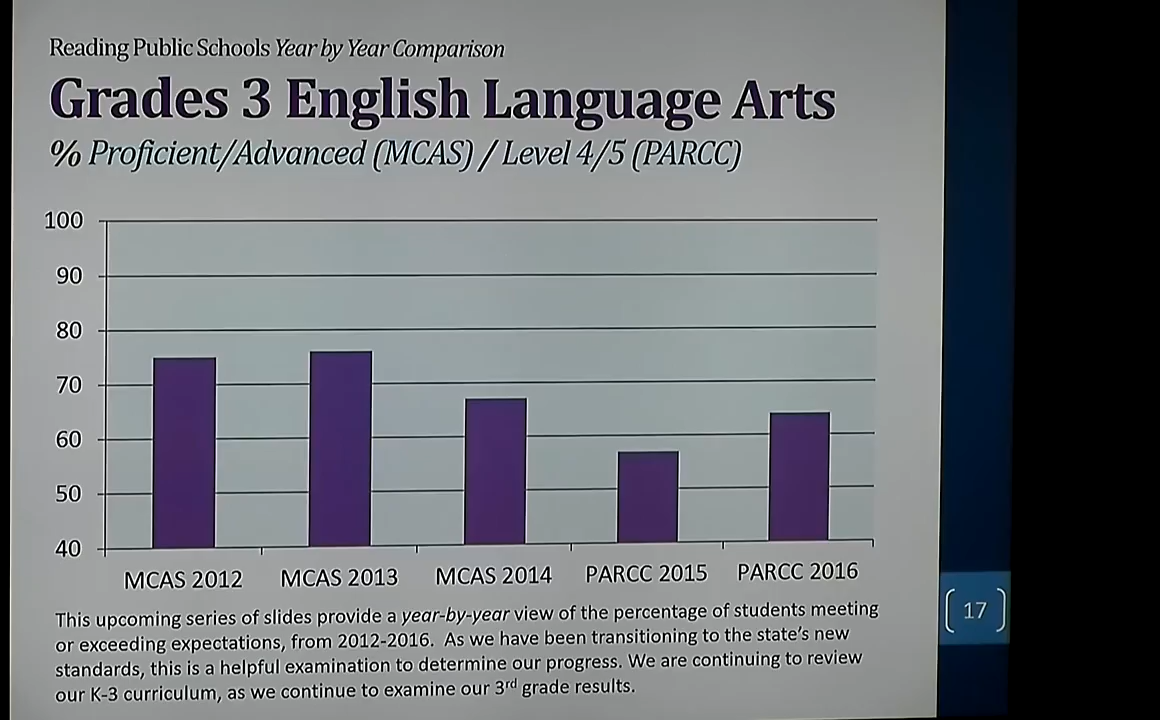 Reading Public Schools Year by Year Comparison
Grades 3 English Language Arts
% Proficient/Advanced (MCAS) / Level 4/5 (PARCC)
100
90
80
70
60
50
40
MCAS 2012 MCAS 2013 MCAS 2014 PARCC 2015 PARCC 2016
This upcoming series of slides provide a year-by-year view of the percentage of students meeting
or exceeding expectations, from 2012-2016. As we have been transitioning to the state's new
standards, this is a helpful examination to determine our progress. We are continuing to review
our K-3 curriculum, as we continue to examine our 3rd grade results.
17